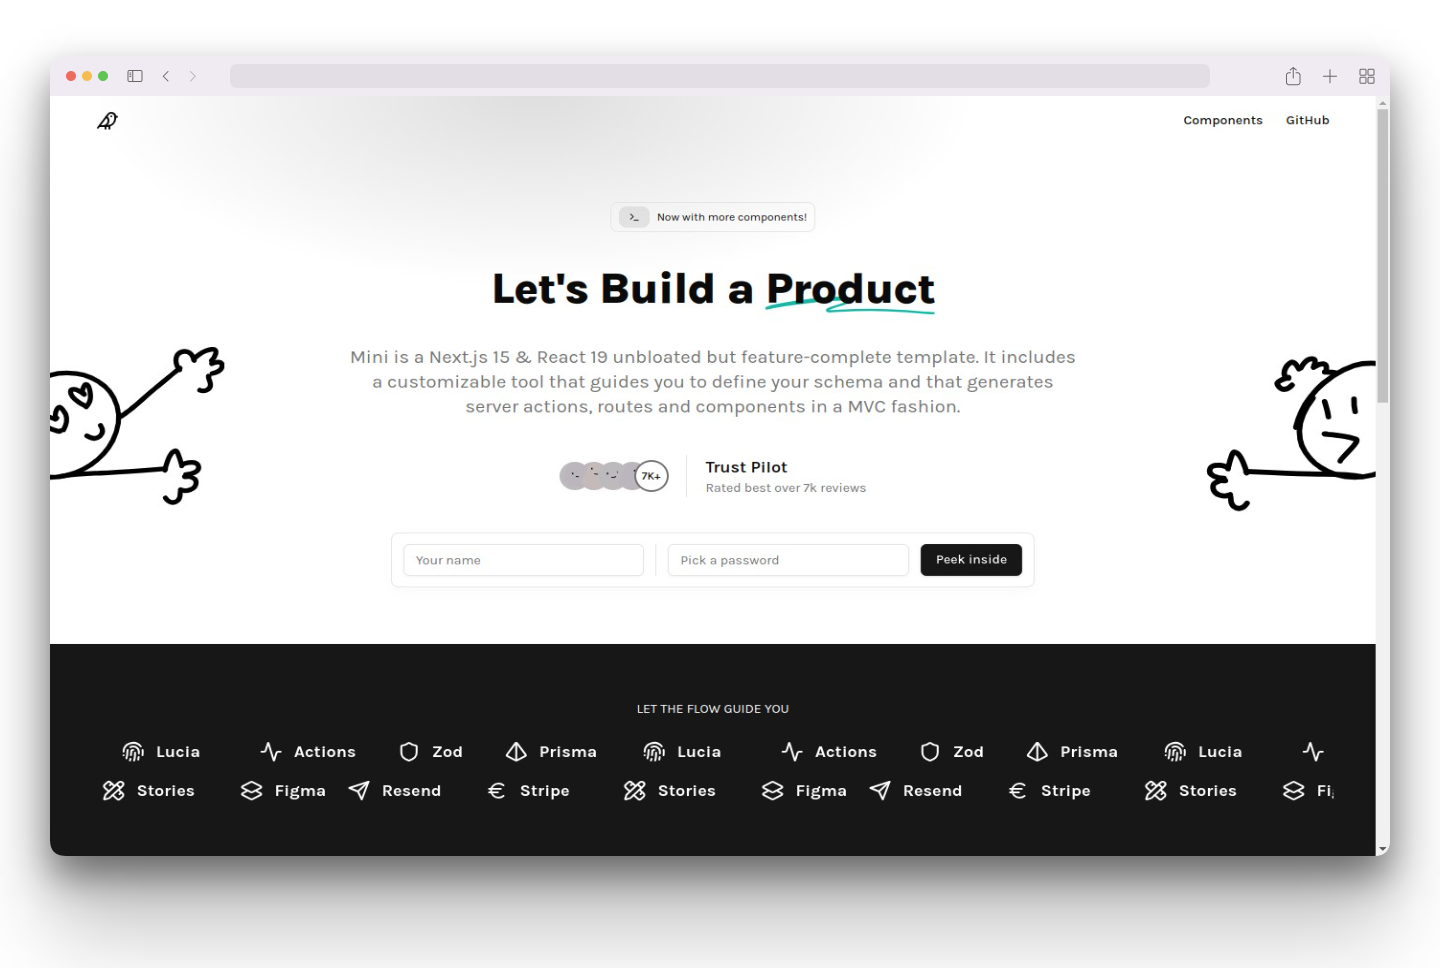 Components GitHub
Now with more components!
Let's Build a Product
Mini is a Next.js 15 & React 19 unbloated but feature-complete template. It includes
a customizable tool that guides you to define your schema and that generates
server actions, routes and components in a MVC fashion.
7K+
Trust Pilot
Rated best over 7k reviews
Your name
Pick a password
Peek inside
LET THE FLOW GUIDE YOU
Lucia Actions Zod Prisma Lucia Actions Zod Prisma Lucia
Stories Figma Resend Stripe Stories Figma Resend Stripe Stories